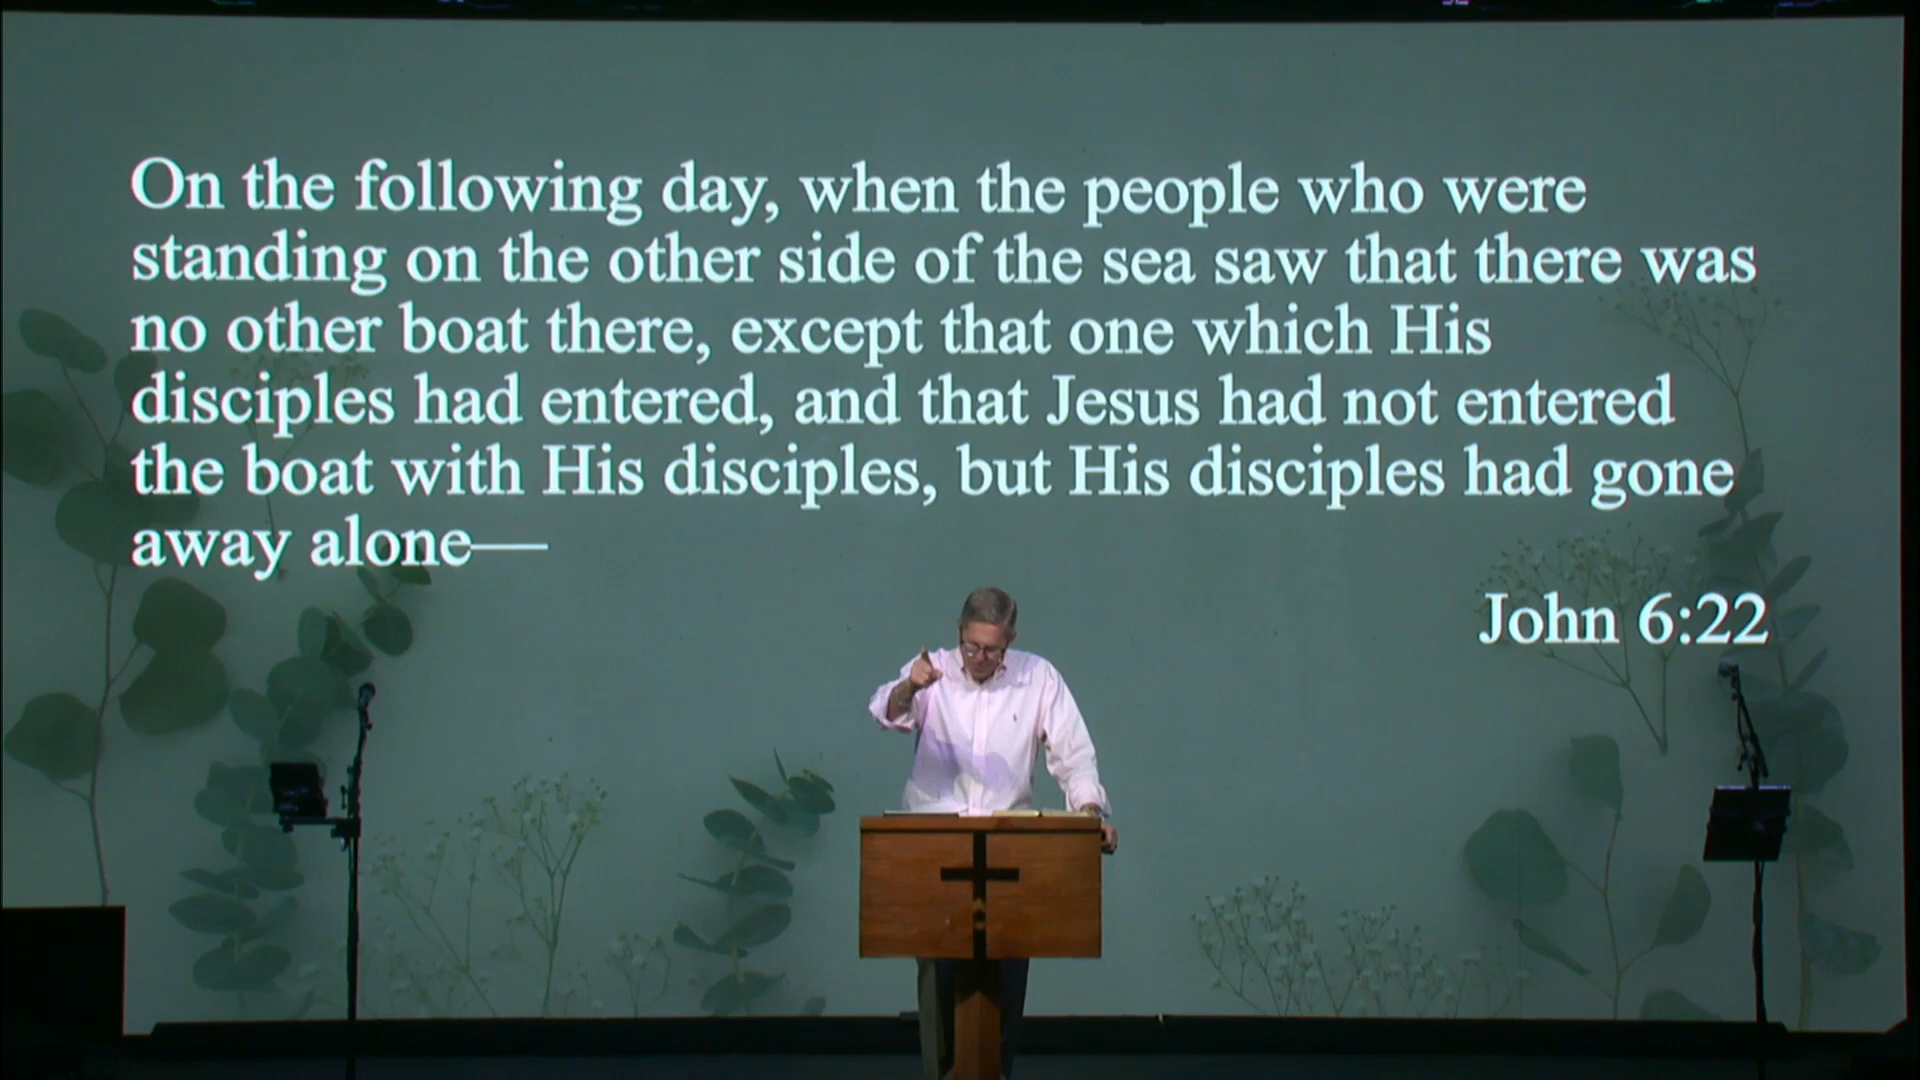 On the following day, when the people who were
standing on the other side of the sea saw that there was
no other boat there, except that one which His
disciples had entered, and that Jesus had not entered
the boat with His disciples, but His disciples had gone
away alone—
John 6:22